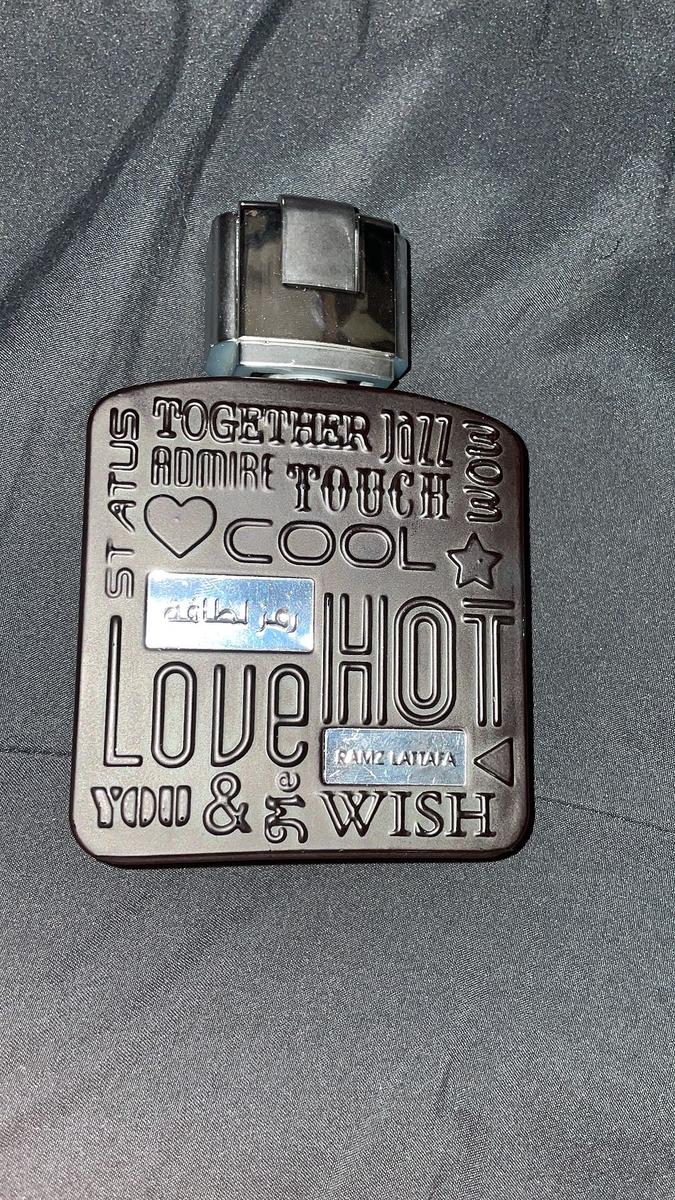 STATUS
TOGETHER Jazz
WOW
ADMIRE TOUCH
COOL
رمز لطافة
HOT
Love
RAMZ LATTAFA
YOU & Me WISH